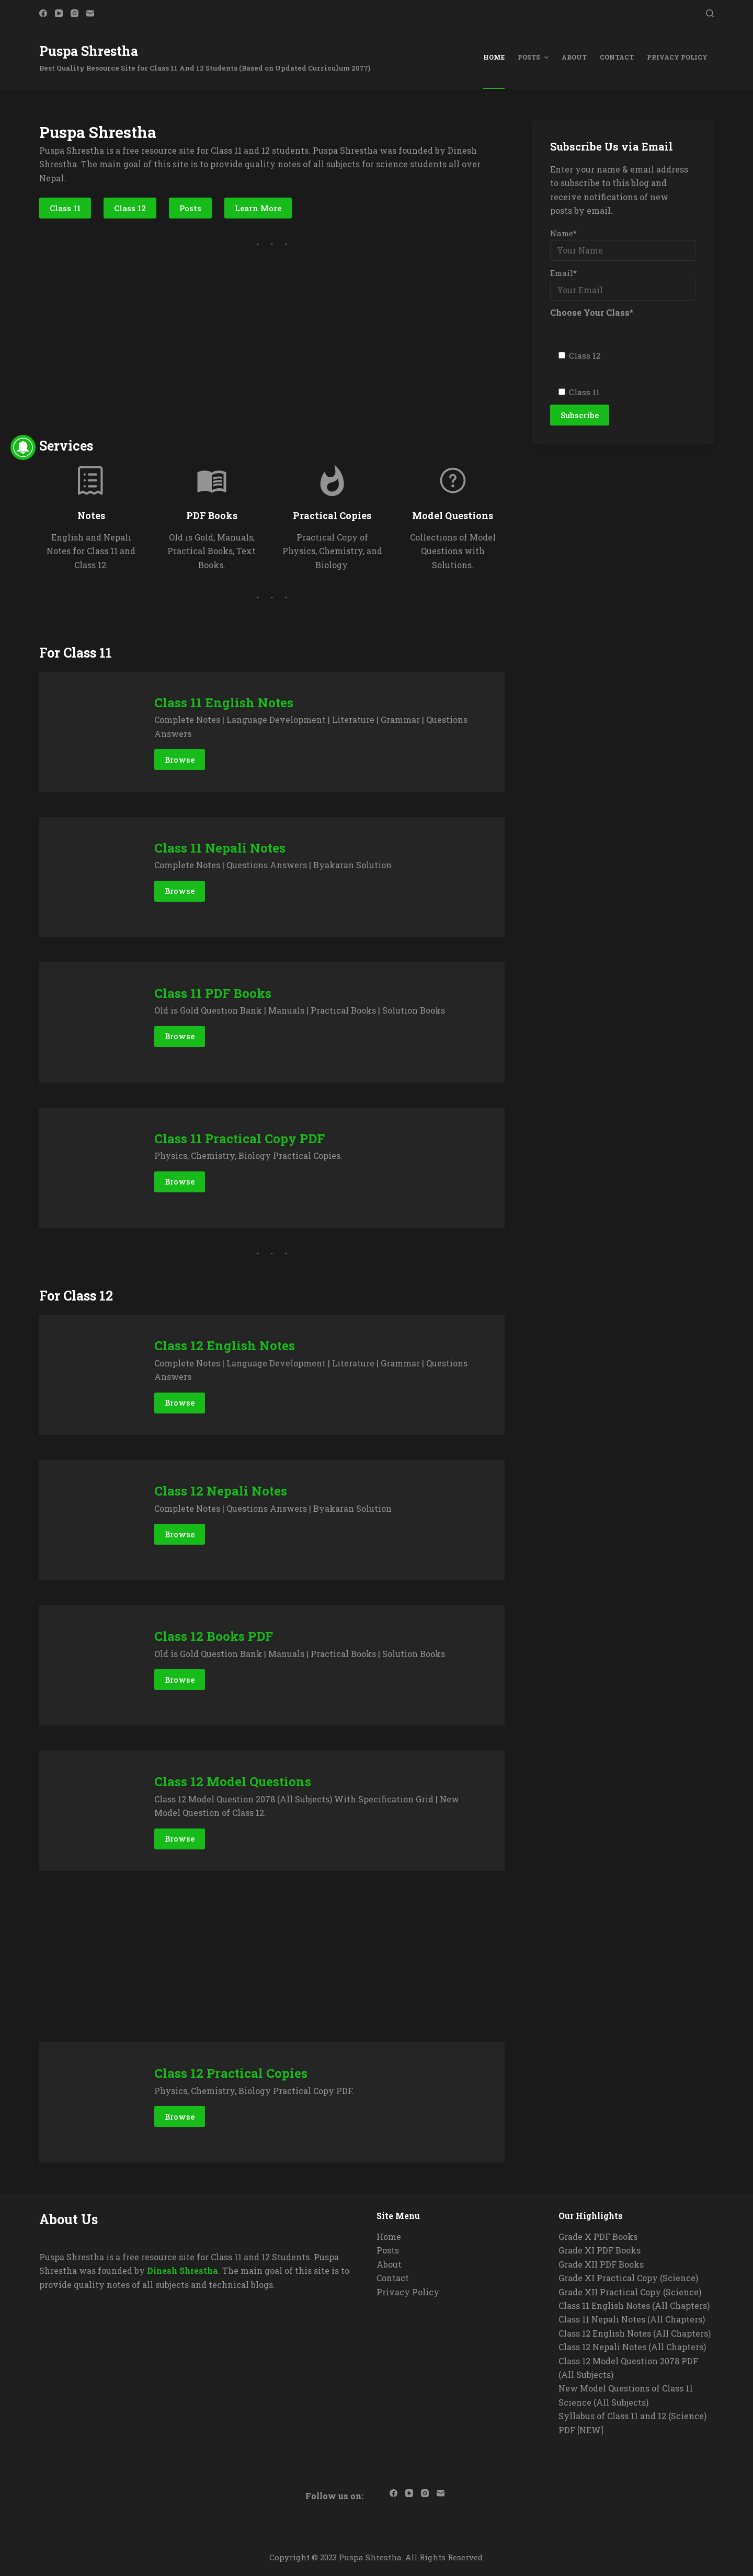 Puspa Shrestha
Best Quality Resource Site for Class 11 And 12 Students (Based on Updated Curriculum 2077)
HOME POSTS ABOUT CONTACT PRIVACY POLICY
Puspa Shrestha
Puspa Shrestha is a free resource site for Class 11 and 12 students. Puspa Shrestha was founded by Dinesh
Shrestha. The main goal of this site is to provide quality notes of all subjects for science students all over
Nepal.
Class 11 Class 12 Posts Learn More
Subscribe Us via Email
Enter your name & email address
to subscribe to this blog and
receive notifications of new
posts by email.
Name*
Your Name
Email*
Your Email
Choose Your Class*
Class 12
Class 11
Subscribe
Services
Notes
English and Nepali
Notes for Class 11 and
Class 12.
PDF Books
Old is Gold, Manuals,
Practical Books, Text
Books.
Practical Copies
Practical Copy of
Physics, Chemistry, and
Biology.
Model Questions
Collections of Model
Questions with
Solutions.
For Class 11
Class 11 English Notes
Complete Notes | Language Development | Literature | Grammar | Questions
Answers
Browse
Class 11 Nepali Notes
Complete Notes | Questions Answers | Byakaran Solution
Browse
Class 11 PDF Books
Old is Gold Question Bank | Manuals | Practical Books | Solution Books
Browse
Class 11 Practical Copy PDF
Physics, Chemistry, Biology Practical Copies.
Browse
For Class 12
Class 12 English Notes
Complete Notes | Language Development | Literature | Grammar | Questions
Answers
Browse
Class 12 Nepali Notes
Complete Notes | Questions Answers | Byakaran Solution
Browse
Class 12 Books PDF
Old is Gold Question Bank | Manuals | Practical Books | Solution Books
Browse
Class 12 Model Questions
Class 12 Model Question 2078 (All Subjects) With Specification Grid | New
Model Question of Class 12.
Browse
Class 12 Practical Copies
Physics, Chemistry, Biology Practical Copy PDF.
Browse
About Us
Puspa Shrestha is a free resource site for Class 11 and 12 Students. Puspa
Shrestha was founded by Dinesh Shrestha. The main goal of this site is to
provide quality notes of all subjects and technical blogs.
Site Menu
Home
Posts
About
Contact
Privacy Policy
Our Highlights
Grade X PDF Books
Grade XI PDF Books
Grade XII PDF Books
Grade XI Practical Copy (Science)
Grade XII Practical Copy (Science)
Class 11 English Notes (All Chapters)
Class 11 Nepali Notes (All Chapters)
Class 12 English Notes (All Chapters)
Class 12 Nepali Notes (All Chapters)
Class 12 Model Question 2078 PDF
(All Subjects)
New Model Questions of Class 11
Science (All Subjects)
Syllabus of Class 11 and 12 (Science)
PDF [NEW]
Follow us on:
Copyright © 2023 Puspa Shrestha. All Rights Reserved.